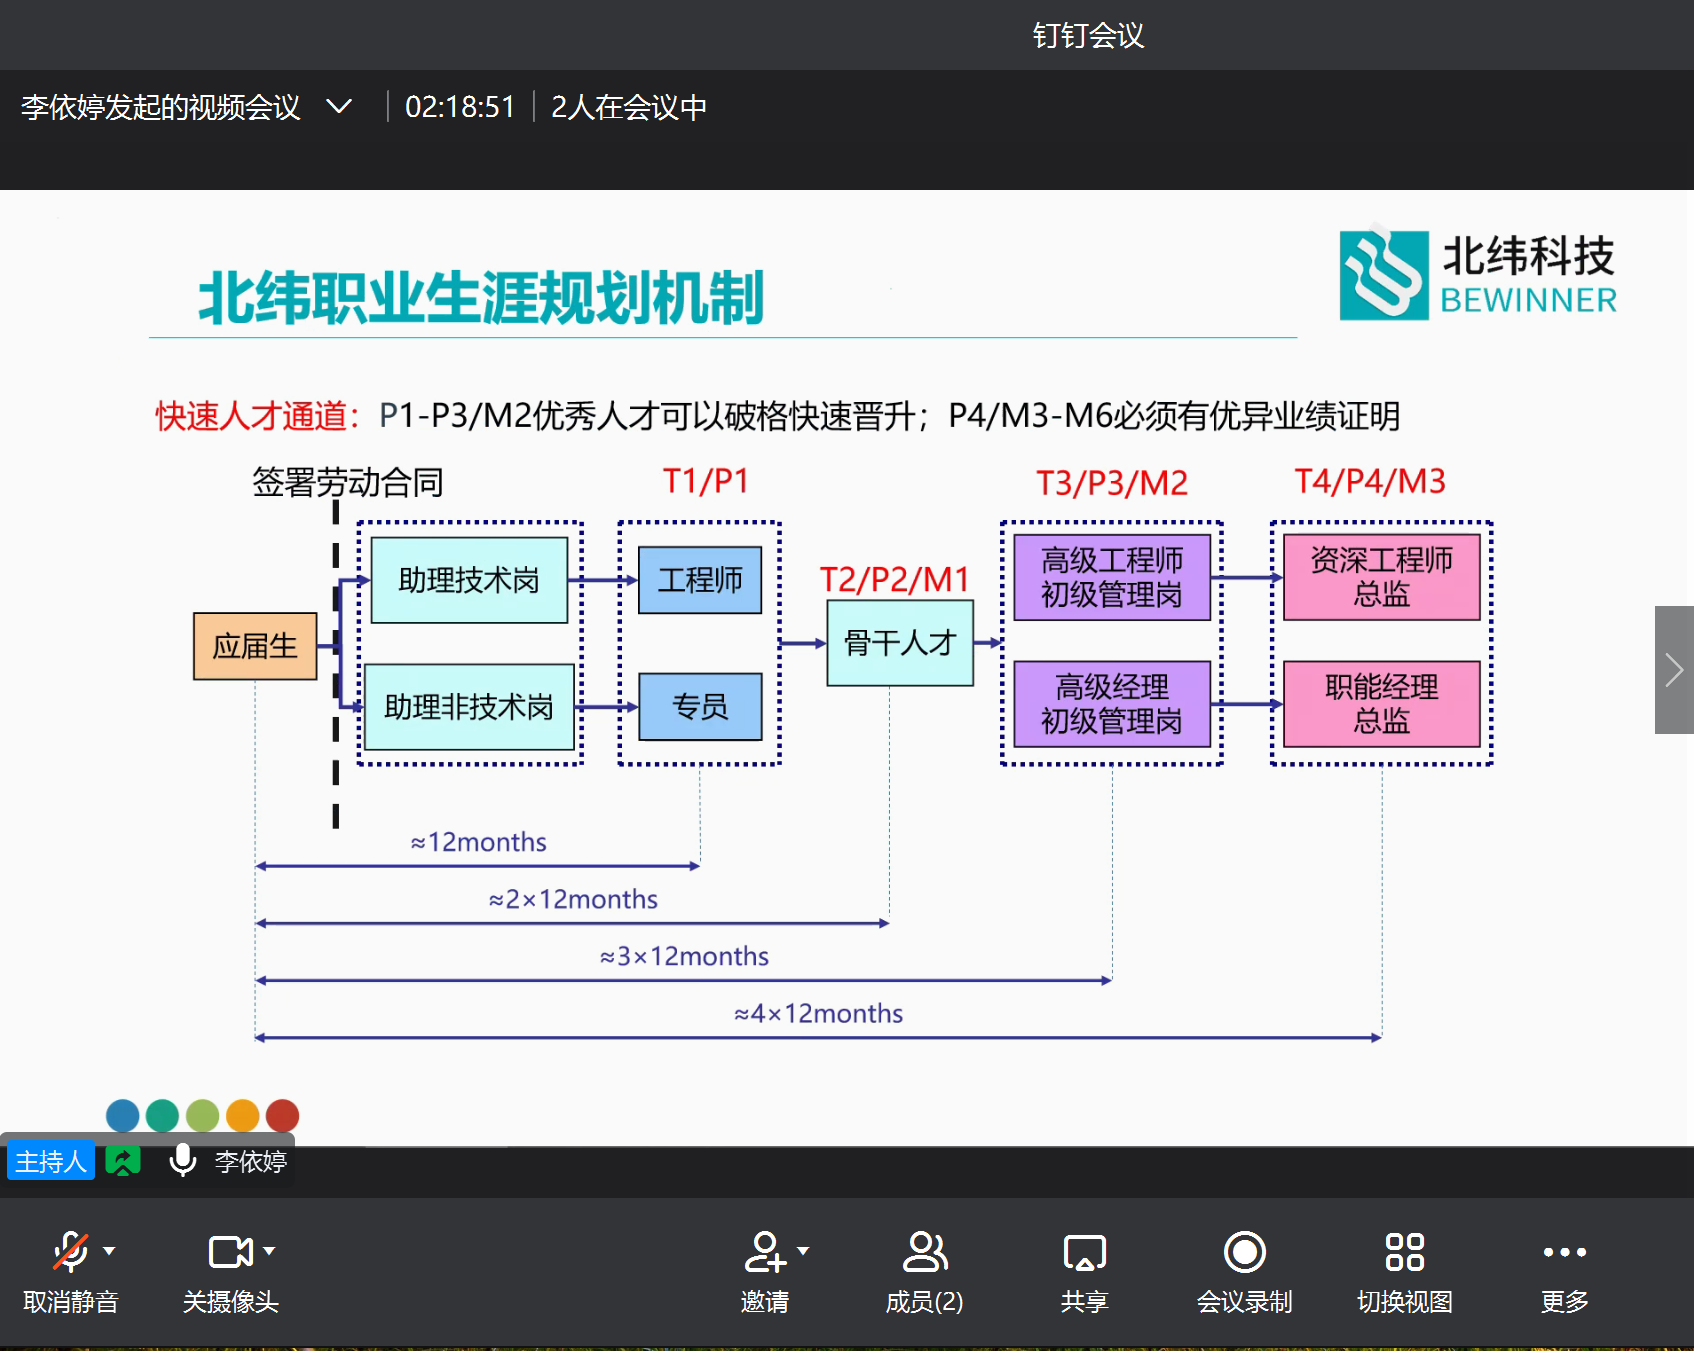 钉钉会议
李依婷发起的视频会议
02:18:51
2人在会议中
北纬科技
BEWINNER
北纬职业生涯规划机制
快速人才通道：P1-P3/M2优秀人才可以破格快速晋升；P4/M3-M6必须有优异业绩证明
签署劳动合同
T1/P1
T3/P3/M2
T4/P4/M3
助理技术岗
工程师
T2/P2/M1
高级工程师
初级管理岗
资深工程师
总监
应届生
骨干人才
助理非技术岗
专员
高级经理
初级管理岗
职能经理
总监
≈12months
≈2×12months
≈3×12months
≈4×12months
主持人
李依婷
取消静音
关摄像头
邀请
成员(2)
共享
会议录制
切换视图
更多